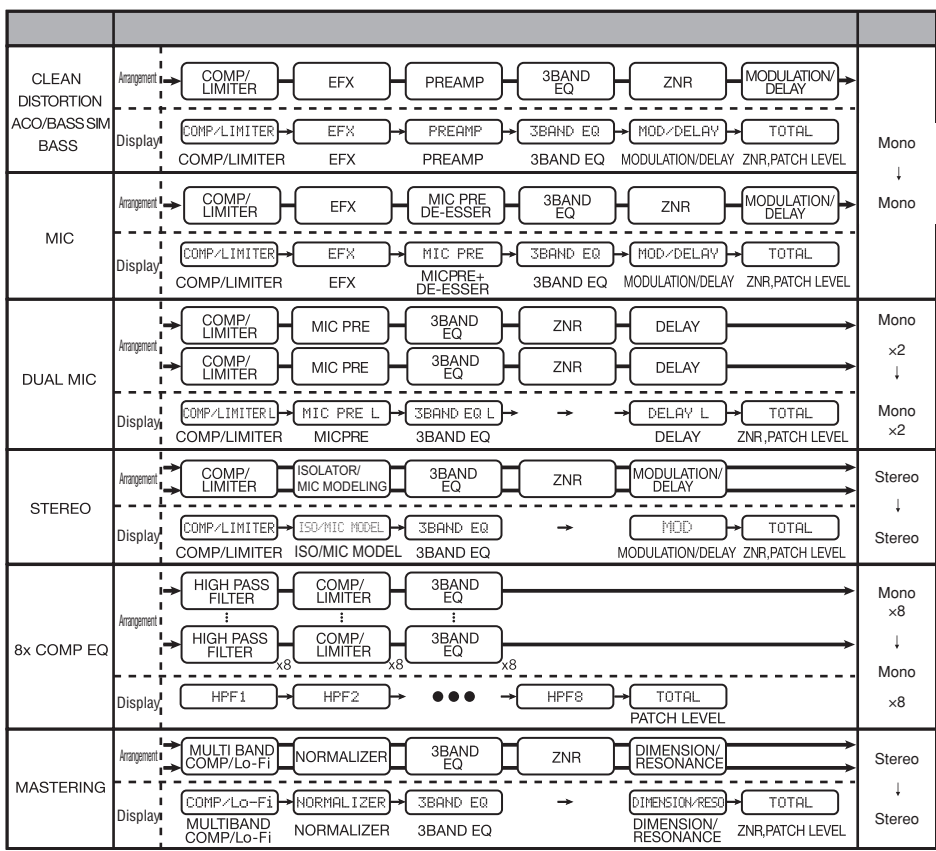 CLEAN
DISTORTION
ACO/BASS SIM
BASS
Arrangement
COMP/
LIMITER
EFX
PREAMP
3BAND
EQ
ZNR
MODULATION/
DELAY
Display
COMP/LIMITER
EFX
PREAMP
3BAND EQ
MOD/DELAY
TOTAL
COMP/LIMITER
EFX
PREAMP
3BAND EQ
MODULATION/DELAY
ZNR,PATCH LEVEL
Mono
↓
Mono
MIC
Arrangement
COMP/
LIMITER
EFX
MIC PRE
DE-ESSER
3BAND
EQ
ZNR
MODULATION/
DELAY
Display
COMP/LIMITER
EFX
MIC PRE
3BAND EQ
MOD/DELAY
TOTAL
COMP/LIMITER
EFX
MICPRE+
DE-ESSER
3BAND EQ
MODULATION/DELAY
ZNR,PATCH LEVEL
DUAL MIC
Arrangement
COMP/
LIMITER
MIC PRE
3BAND
EQ
ZNR
DELAY
COMP/
LIMITER
MIC PRE
3BAND
EQ
ZNR
DELAY
Display
COMP/LIMITER L
MIC PRE L
3BAND EQ L
DELAY L
TOTAL
COMP/LIMITER
MICPRE
3BAND EQ
DELAY
ZNR,PATCH LEVEL
Mono
×2
↓
Mono
×2
STEREO
Arrangement
COMP/
LIMITER
ISOLATOR/
MIC MODELING
3BAND
EQ
ZNR
MODULATION/
DELAY
Display
COMP/LIMITER
ISO/MIC MODEL
3BAND EQ
MOD
TOTAL
COMP/LIMITER
ISO/MIC MODEL
3BAND EQ
MODULATION/DELAY
ZNR,PATCH LEVEL
Stereo
↓
Stereo
8x COMP EQ
Arrangement
HIGH PASS
FILTER
COMP/
LIMITER
3BAND
EQ
HIGH PASS
FILTER
x8
COMP/
LIMITER
x8
3BAND
EQ
x8
Display
HPF1
HPF2
●●●
HPF8
TOTAL
PATCH LEVEL
Mono
×8
↓
Mono
×8
MASTERING
Arrangement
MULTI BAND
COMP/Lo-Fi
NORMALIZER
3BAND
EQ
ZNR
DIMENSION/
RESONANCE
Display
COMP/Lo-Fi
NORMALIZER
3BAND EQ
DIMENSION/RESO
TOTAL
MULTIBAND
COMP/Lo-Fi
NORMALIZER
3BAND EQ
DIMENSION/
RESONANCE
ZNR,PATCH LEVEL
Stereo
↓
Stereo